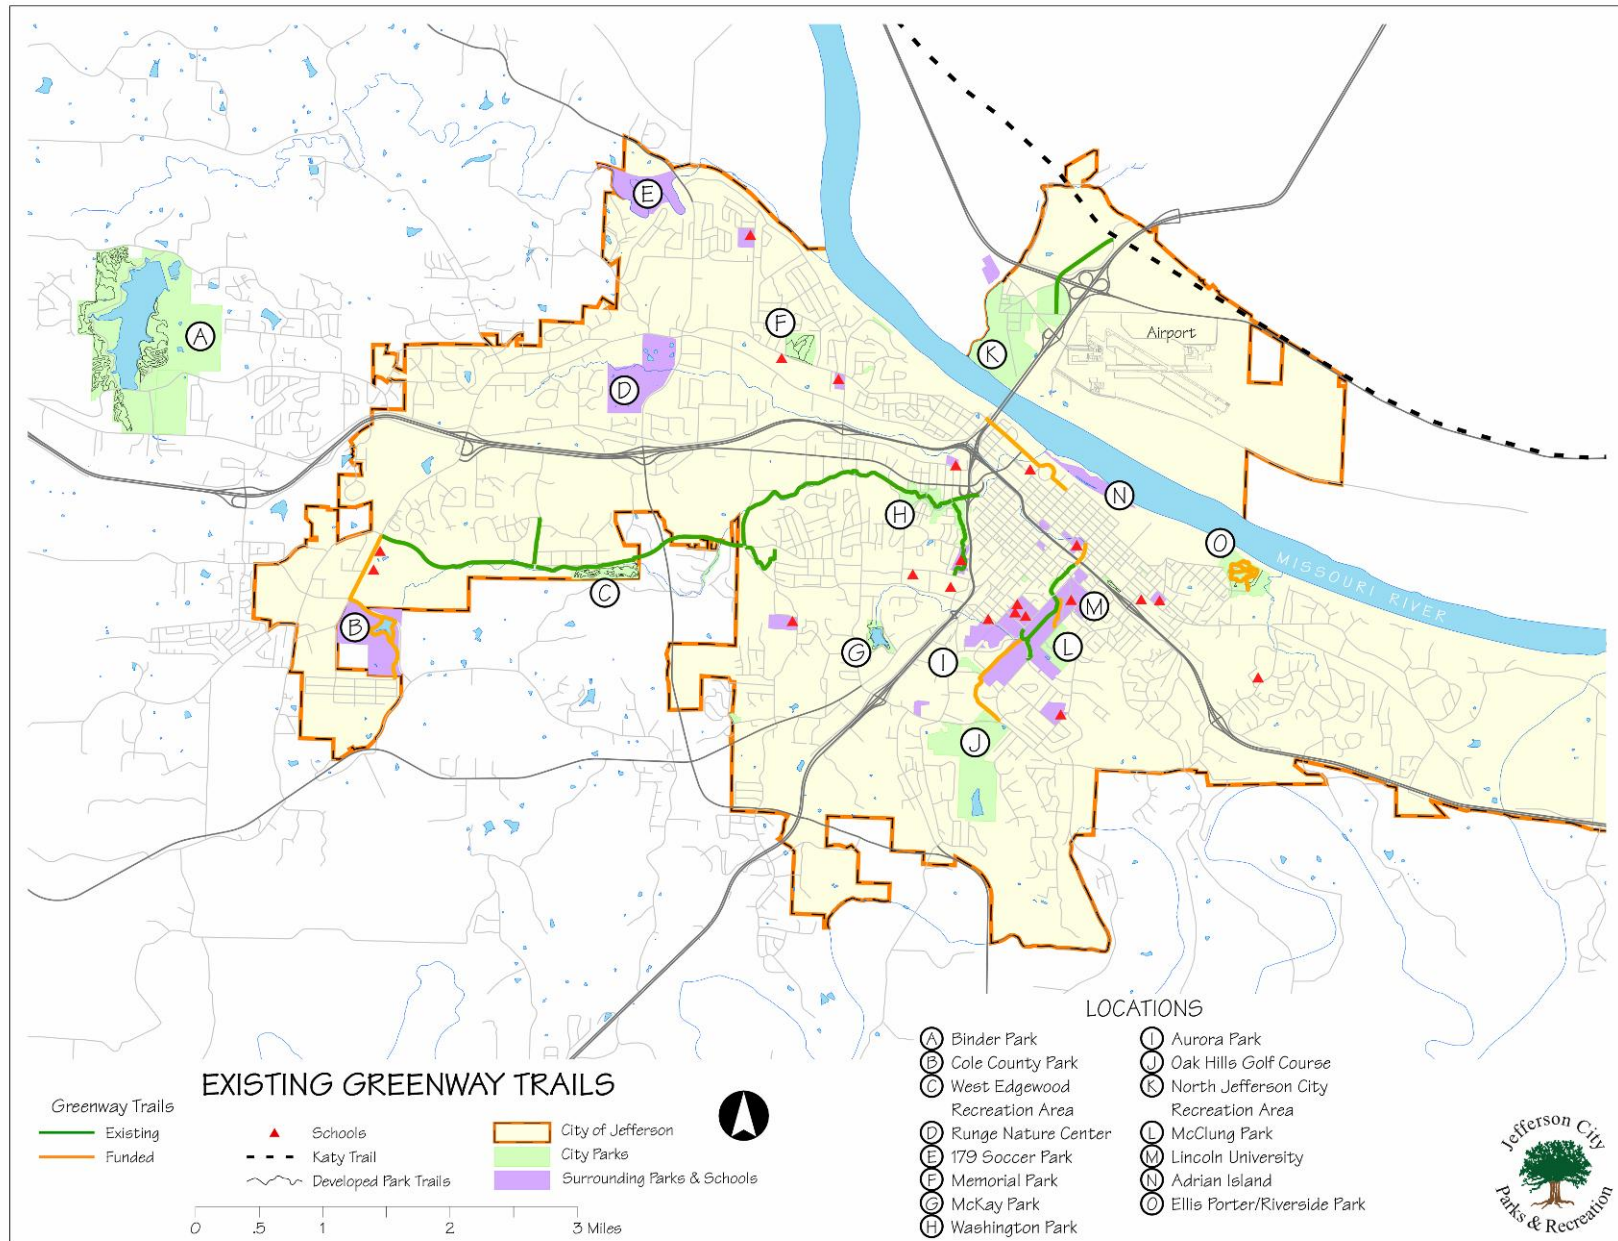 E
A
F
D
K
Airport
H
N
O
MISSOURI RIVER
C
B
M
G
I
L
J
LOCATIONS
A Binder Park
B Cole County Park
C West Edgewood
Recreation Area
D Runge Nature Center
E 179 Soccer Park
F Memorial Park
G McKay Park
H Washington Park
I Aurora Park
J Oak Hills Golf Course
K North Jefferson City
Recreation Area
L McClung Park
M Lincoln University
N Adrian Island
O Ellis Porter/Riverside Park
EXISTING GREENWAY TRAILS
Greenway Trails
Existing
Funded
Schools
Katy Trail
Developed Park Trails
City of Jefferson
City Parks
Surrounding Parks & Schools
0 .5 1 2 3 Miles
Jefferson City
Parks & Recreation